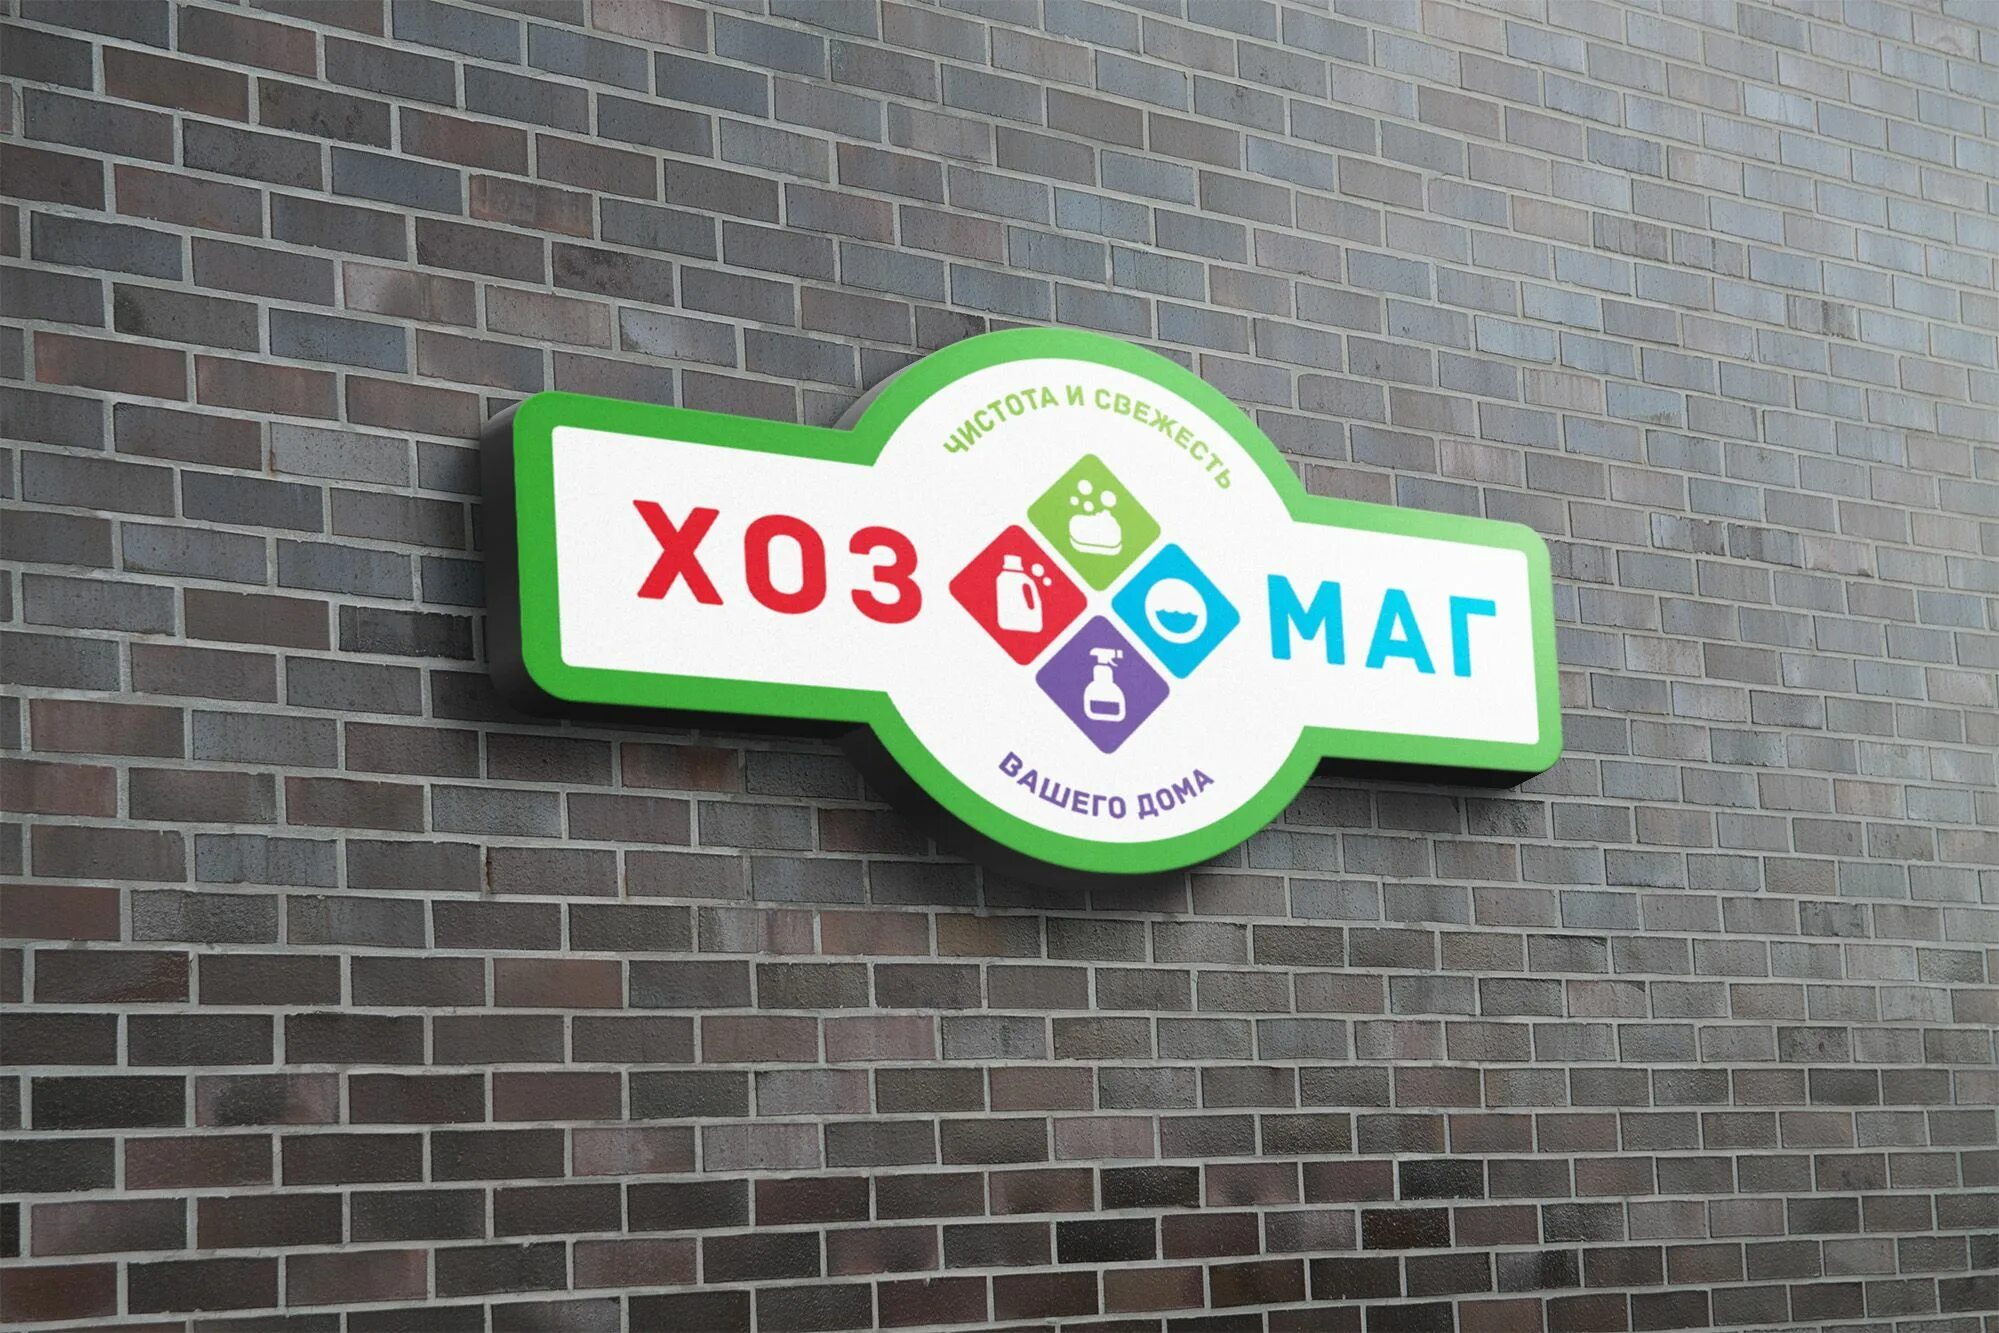 ЧИСТОТА И СВЕЖЕСТЬ
ХОЗ МАГ
ВАШЕГО ДОМА